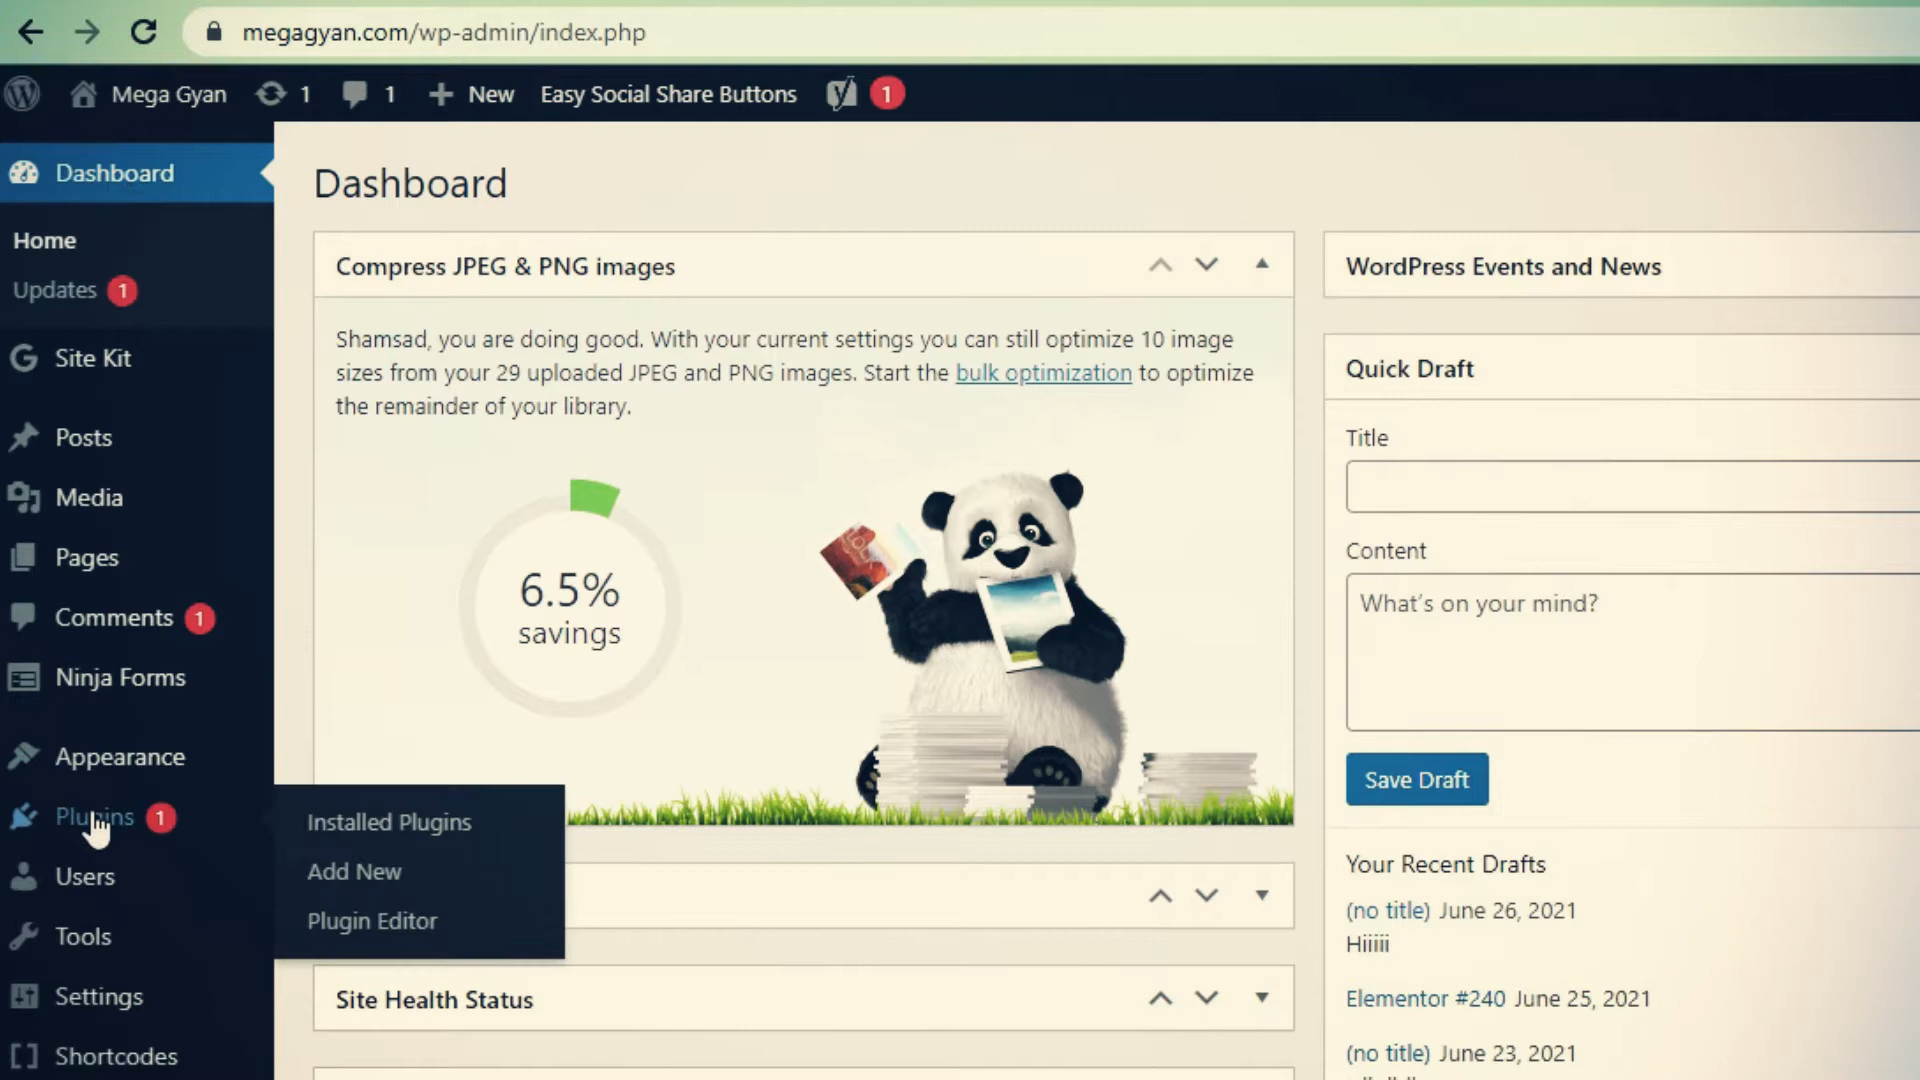 megagyan.com/wp-admin/index.php
Mega Gyan 1 1 New Easy Social Share Buttons 1
Dashboard
Home
Updates 1
Site Kit
Posts
Media
Pages
Comments 1
Ninja Forms
Appearance
Plugins 1
Users
Tools
Settings
Shortcodes
Installed Plugins
Add New
Plugin Editor
Dashboard
Compress JPEG & PNG images
Shamsad, you are doing good. With your current settings you can still optimize 10 image
sizes from your 29 uploaded JPEG and PNG images. Start the bulk optimization to optimize
the remainder of your library.
6.5%
savings
Site Health Status
WordPress Events and News
Quick Draft
Title
Content
What's on your mind?
Save Draft
Your Recent Drafts
(no title) June 26, 2021
Hiiiii
Elementor #240 June 25, 2021
(no title) June 23, 2021